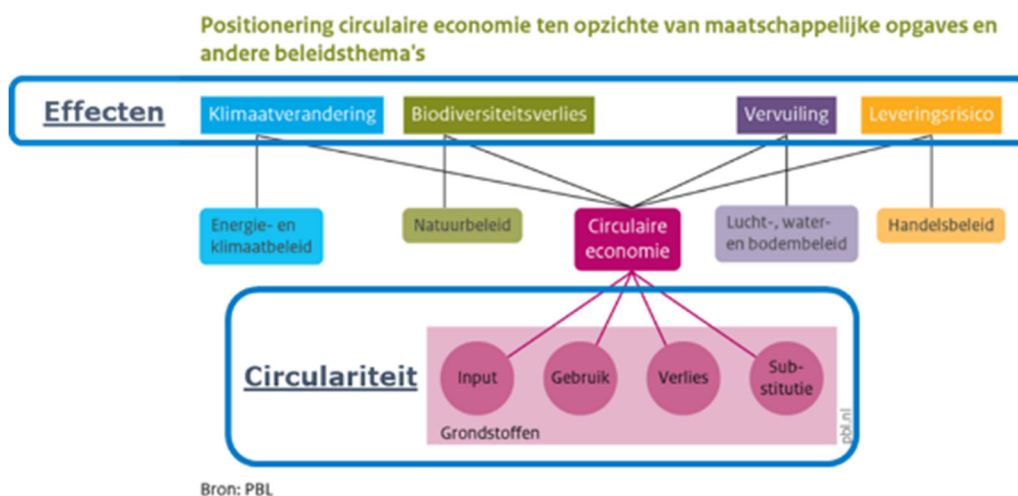 Positionering circulaire economie ten opzichte van maatschappelijke opgaves en
andere beleidsthema's
Effecten
Klimaatverandering
Biodiversiteitsverlies
Vervuiling
Leveringsrisico
Energie- en
klimaatbeleid
Natuurbeleid
Circulaire
economie
Lucht-, water-
en bodembeleid
Handelsbeleid
Circulariteit
Input
Gebruik
Verlies
Sub-
stitutie
Grondstoffen
pbl.nl
Bron: PBL